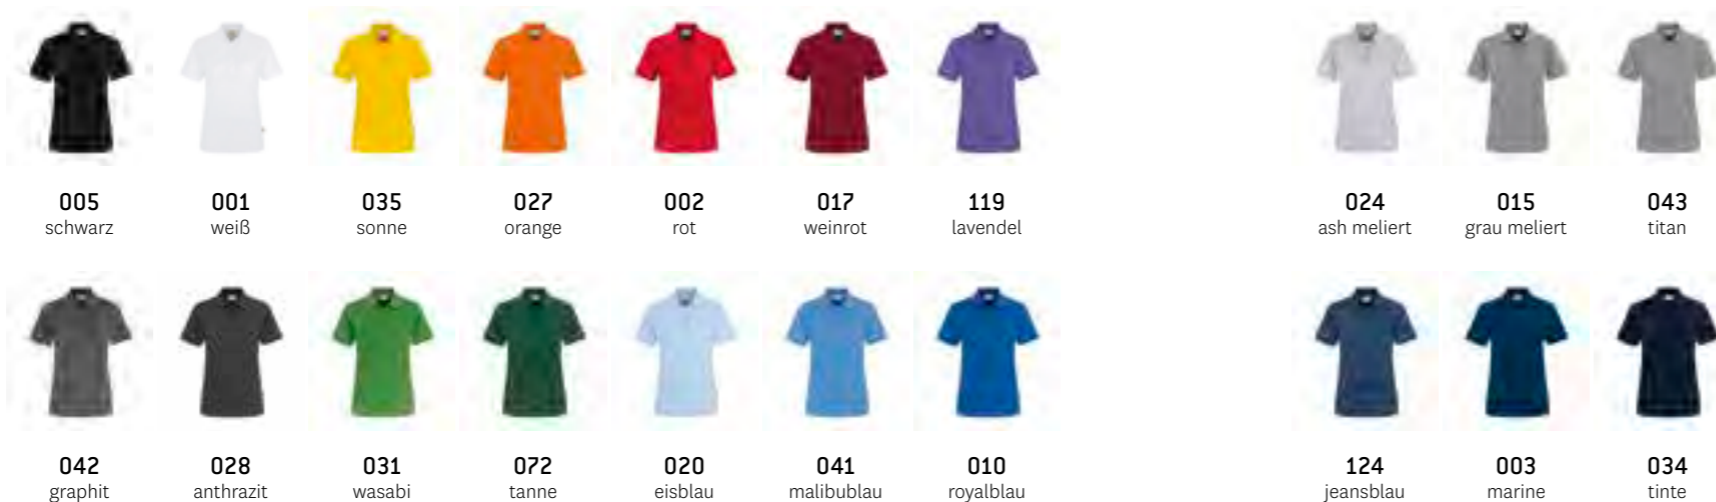 005 001 035 027 002 017 119 024 015 043
schwarz weiß sonne orange rot weinrot lavendel ash meliert grau meliert titan
042 028 031 072 020 041 010 124 003 034
graphit anthrazit wasabi tanne eisblau malibublau royalblau jeansblau marine tinte